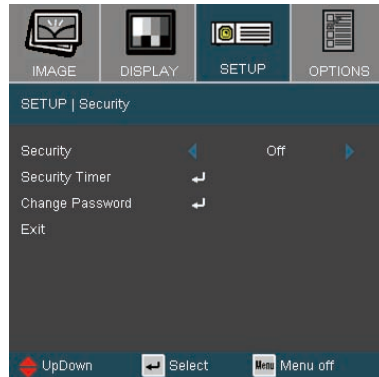 IMAGE DISPLAY SETUP OPTIONS
SETUP | Security
Security Off
Security Timer
Change Password
Exit
UpDown Select Menu Menu off